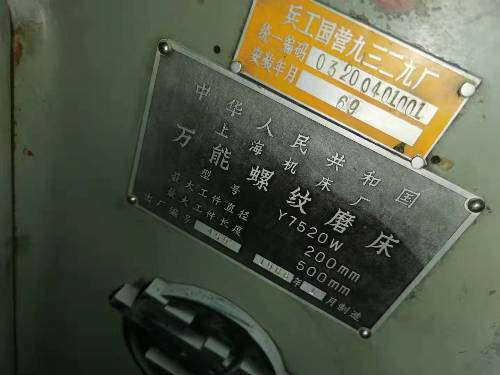 兵工国营九三二九厂
统一编码 03200401001
安装年月 69
中华人民共和国
上海机床厂
万能螺纹磨床
型号 Y7520W
最大工件直径 200mm
最大工件长度 500mm
出厂编号 年 月制造